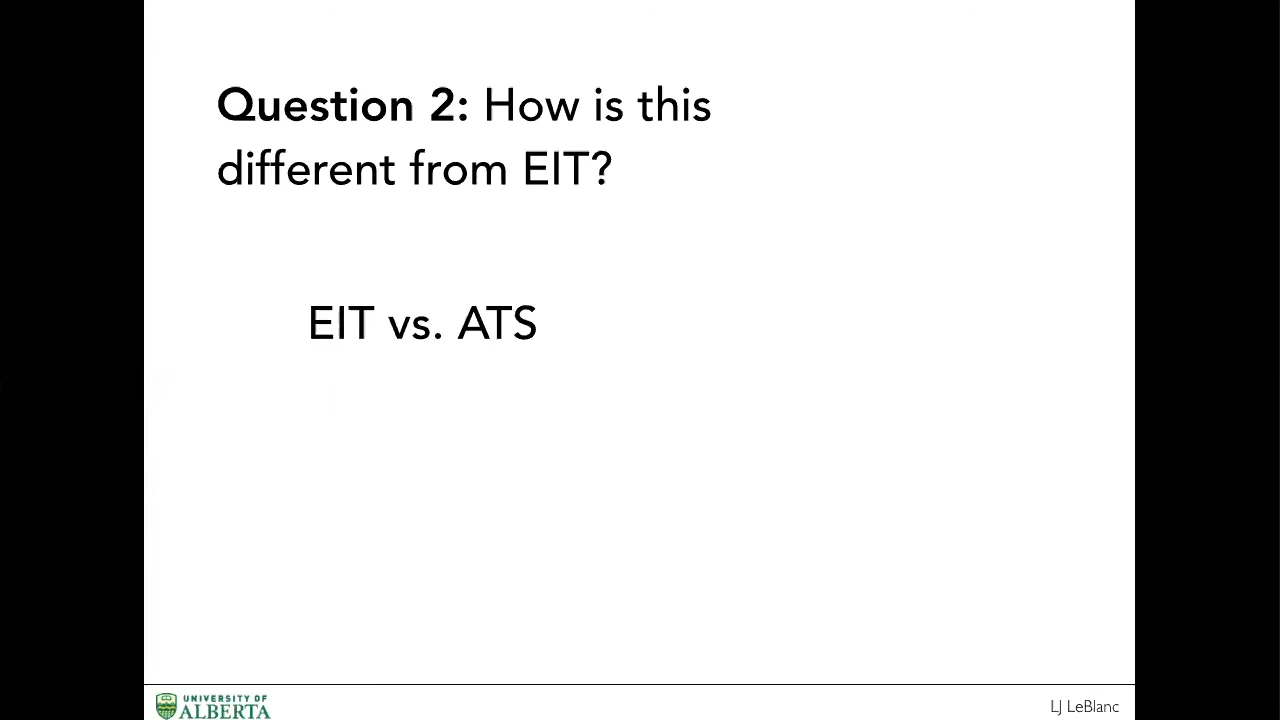 Question 2: How is this
different from EIT?
EIT vs. ATS
UNIVERSITY OF
ALBERTA
LJ LeBlanc